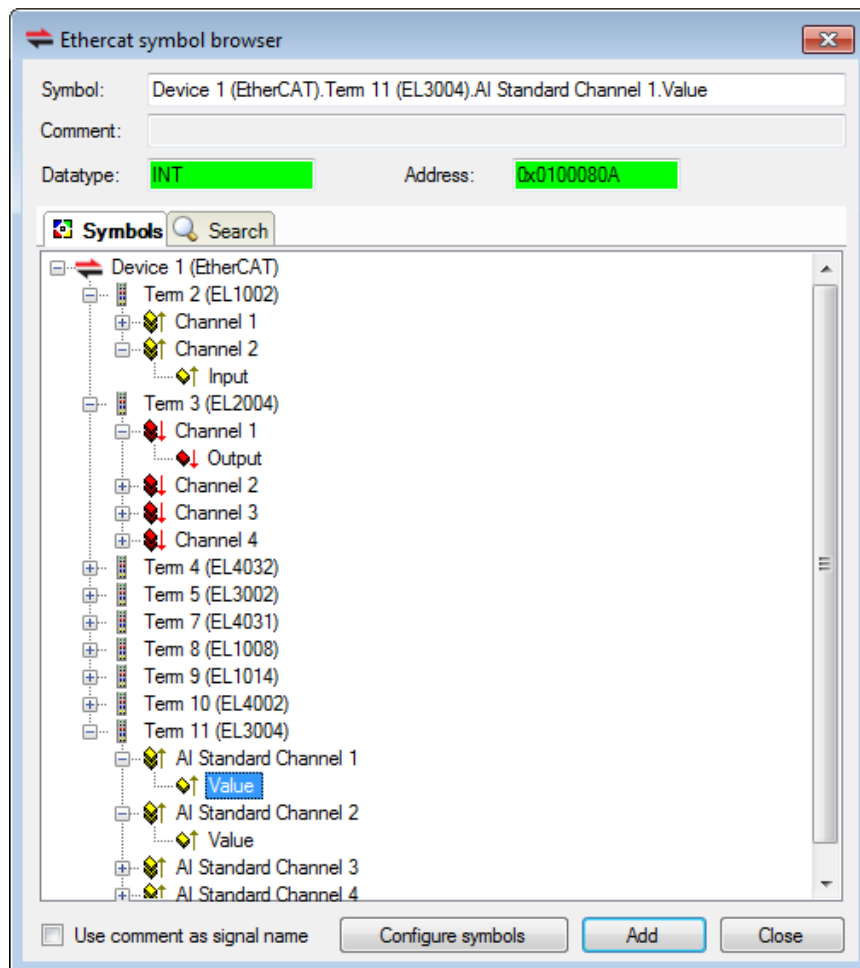 Ethercat symbol browser
Symbol: Device 1 (EtherCAT).Term 11 (EL3004).AI Standard Channel 1.Value
Comment:
Datatype: INT Address: 0x0100080A
Symbols Search
Device 1 (EtherCAT)
Term 2 (EL1002)
Channel 1
Channel 2
Input
Term 3 (EL2004)
Channel 1
Output
Channel 2
Channel 3
Channel 4
Term 4 (EL4032)
Term 5 (EL3002)
Term 7 (EL4031)
Term 8 (EL1008)
Term 9 (EL1014)
Term 10 (EL4002)
Term 11 (EL3004)
AI Standard Channel 1
Value
AI Standard Channel 2
Value
AI Standard Channel 3
AI Standard Channel 4
Use comment as signal name Configure symbols Add Close